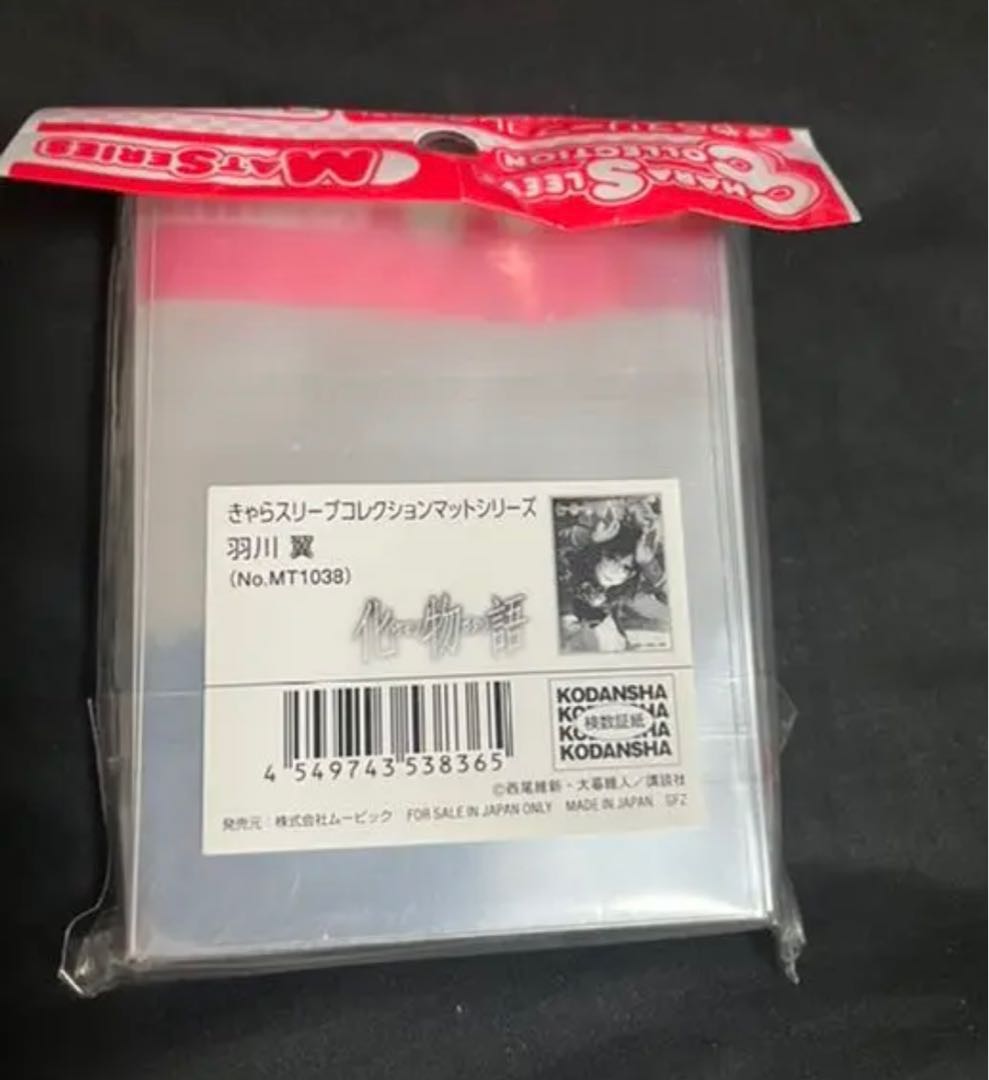 CHARA SLEEVE COLLECTION
MAT SERIES
きゃらスリーブコレクションマットシリーズ
羽川 翼
(No.MT1038)
化物語
KODANSHA
検数証紙
KODANSHA
4 549743 538365
©西尾維新・大暮維人/講談社
発売元:株式会社ムービック FOR SALE IN JAPAN ONLY MADE IN JAPAN GFZ